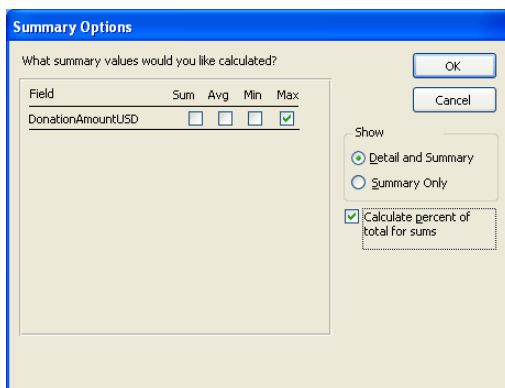 Summary Options
What summary values would you like calculated?
OK
Cancel
Field Sum Avg Min Max
DonationAmountUSD
Show
Detail and Summary
Summary Only
Calculate percent of
total for sums